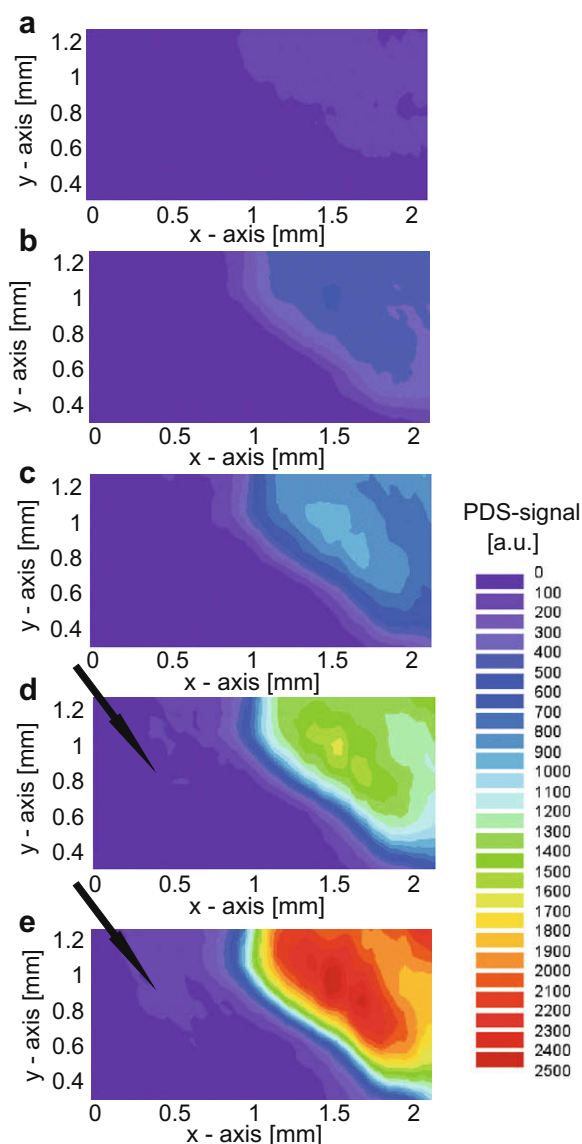 a
y - axis [mm]
1.2
1
0.8
0.6
0.4
0 0.5 1 1.5 2
x - axis [mm]
b
y - axis [mm]
1.2
1
0.8
0.6
0.4
0 0.5 1 1.5 2
x - axis [mm]
c
y - axis [mm]
1.2
1
0.8
0.6
0.4
0 0.5 1 1.5 2
x - axis [mm]
d
y - axis [mm]
1.2
1
0.8
0.6
0.4
0 0.5 1 1.5 2
x - axis [mm]
e
y - axis [mm]
1.2
1
0.8
0.6
0.4
0 0.5 1 1.5 2
x - axis [mm]
PDS-signal
[a.u.]
0
100
200
300
400
500
600
700
800
900
1000
1100
1200
1300
1400
1500
1600
1700
1800
1900
2000
2100
2200
2300
2400
2500